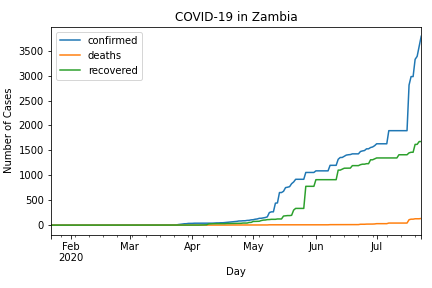 COVID-19 in Zambia
confirmed
deaths
recovered
Number of Cases
3500
3000
2500
2000
1500
1000
500
0
Feb
2020
Mar
Apr
May
Jun
Jul
Day